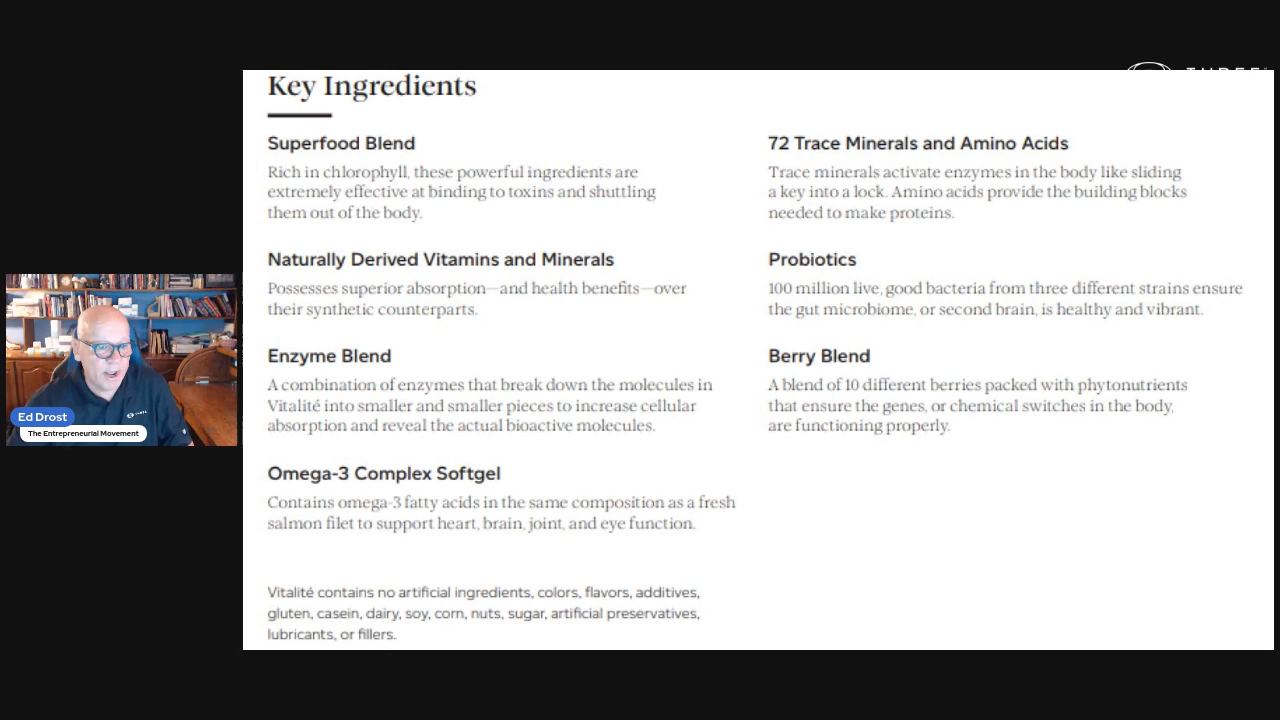 THREE
Key Ingredients
Superfood Blend
Rich in chlorophyll, these powerful ingredients are
extremely effective at binding to toxins and shuttling
them out of the body.
72 Trace Minerals and Amino Acids
Trace minerals activate enzymes in the body like sliding
a key into a lock. Amino acids provide the building blocks
needed to make proteins.
Naturally Derived Vitamins and Minerals
Possesses superior absorption—and health benefits—over
their synthetic counterparts.
Probiotics
100 million live, good bacteria from three different strains ensure
the gut microbiome, or second brain, is healthy and vibrant.
Enzyme Blend
A combination of enzymes that break down the molecules in
Vitalité into smaller and smaller pieces to increase cellular
absorption and reveal the actual bioactive molecules.
Berry Blend
A blend of 10 different berries packed with phytonutrients
that ensure the genes, or chemical switches in the body,
are functioning properly.
Omega-3 Complex Softgel
Contains omega-3 fatty acids in the same composition as a fresh
salmon filet to support heart, brain, joint, and eye function.
Vitalité contains no artificial ingredients, colors, flavors, additives,
gluten, casein, dairy, soy, corn, nuts, sugar, artificial preservatives,
lubricants, or fillers.
Ed Drost
The Entrepreneurial Movement